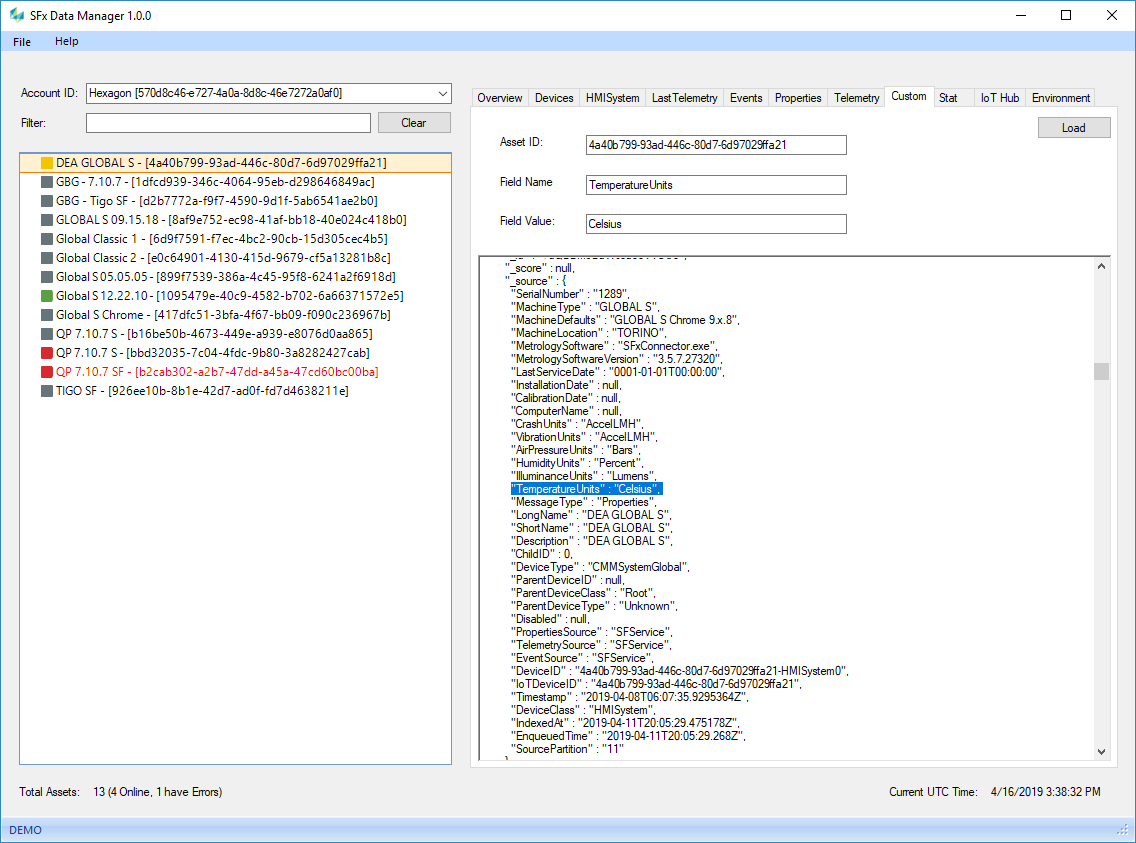 SFx Data Manager 1.0.0
File Help
Account ID: Hexagon [570d8c46-e727-4a0a-8d8c-46e7272a0af0]
Filter: Clear
DEA GLOBAL S - [4a40b799-93ad-446c-80d7-6d97029ffa21]
GBG - 7.10.7 - [1dfcd939-346c-4064-95eb-d298646849ac]
GBG - Tigo SF - [d2b7772a-f9f7-4590-9d1f-5ab6541ae2b0]
GLOBAL S 09.15.18 - [8af9e752-ec98-41af-bb18-40e024c418b0]
Global Classic 1 - [6d9f7591-f7ec-4bc2-90cb-15d305cec4b5]
Global Classic 2 - [e0c64901-4130-415d-9679-cf5a13281b8c]
Global S 05.05.05 - [899f7539-386a-4c45-95f8-6241a2f6918d]
Global S 12.22.10 - [1095479e-40c9-4582-b702-6a66371572e5]
Global S Chrome - [417dfc51-3bfa-4f67-bb09-f090c236967b]
QP 7.10.7 S - [b16be50b-4673-449e-a939-e8076d0aa865]
QP 7.10.7 S - [bbd32035-7c04-4fdc-9b80-3a8282427cab]
QP 7.10.7 SF - [b2cab302-a2b7-47dd-a45a-47cd60bc00ba]
TIGO SF - [926ee10b-8b1e-42d7-ad0f-fd7d4638211e]
Overview Devices HMISystem LastTelemetry Events Properties Telemetry Custom Stat IoT Hub Environment
Load
Asset ID: 4a40b799-93ad-446c-80d7-6d97029ffa21
Field Name TemperatureUnits
Field Value: Celsius
"_score" : null,
"_source" : {
"SerialNumber" : "1289",
"MachineType" : "GLOBAL S",
"MachineDefaults" : "GLOBAL S Chrome 9.x.8",
"MachineLocation" : "TORINO",
"MetrologySoftware" : "SFxConnector.exe",
"MetrologySoftwareVersion" : "3.5.7.27320",
"LastServiceDate" : "0001-01-01T00:00:00",
"InstallationDate" : null,
"CalibrationDate" : null,
"ComputerName" : null,
"CrashUnits" : "AccelLMH",
"VibrationUnits" : "AccelLMH",
"AirPressureUnits" : "Bars",
"HumidityUnits" : "Percent",
"IlluminanceUnits" : "Lumens",
"TemperatureUnits" : "Celsius",
"MessageType" : "Properties",
"LongName" : "DEA GLOBAL S",
"ShortName" : "DEA GLOBAL S",
"Description" : "DEA GLOBAL S",
"ChildID" : 0,
"DeviceType" : "CMMSystemGlobal",
"ParentDeviceID" : null,
"ParentDeviceClass" : "Root",
"ParentDeviceType" : "Unknown",
"Disabled" : null,
"PropertiesSource" : "SFService",
"TelemetrySource" : "SFService",
"EventSource" : "SFService",
"DeviceID" : "4a40b799-93ad-446c-80d7-6d97029ffa21-HMISystem0",
"IoTDeviceID" : "4a40b799-93ad-446c-80d7-6d97029ffa21",
"Timestamp" : "2019-04-08T06:07:35.9295364Z",
"DeviceClass" : "HMISystem",
"IndexedAt" : "2019-04-11T20:05:29.475178Z",
"EnqueuedTime" : "2019-04-11T20:05:29.268Z",
"SourcePartition" : "11"
Total Assets: 13 (4 Online, 1 have Errors)
Current UTC Time: 4/16/2019 3:38:32 PM
DEMO